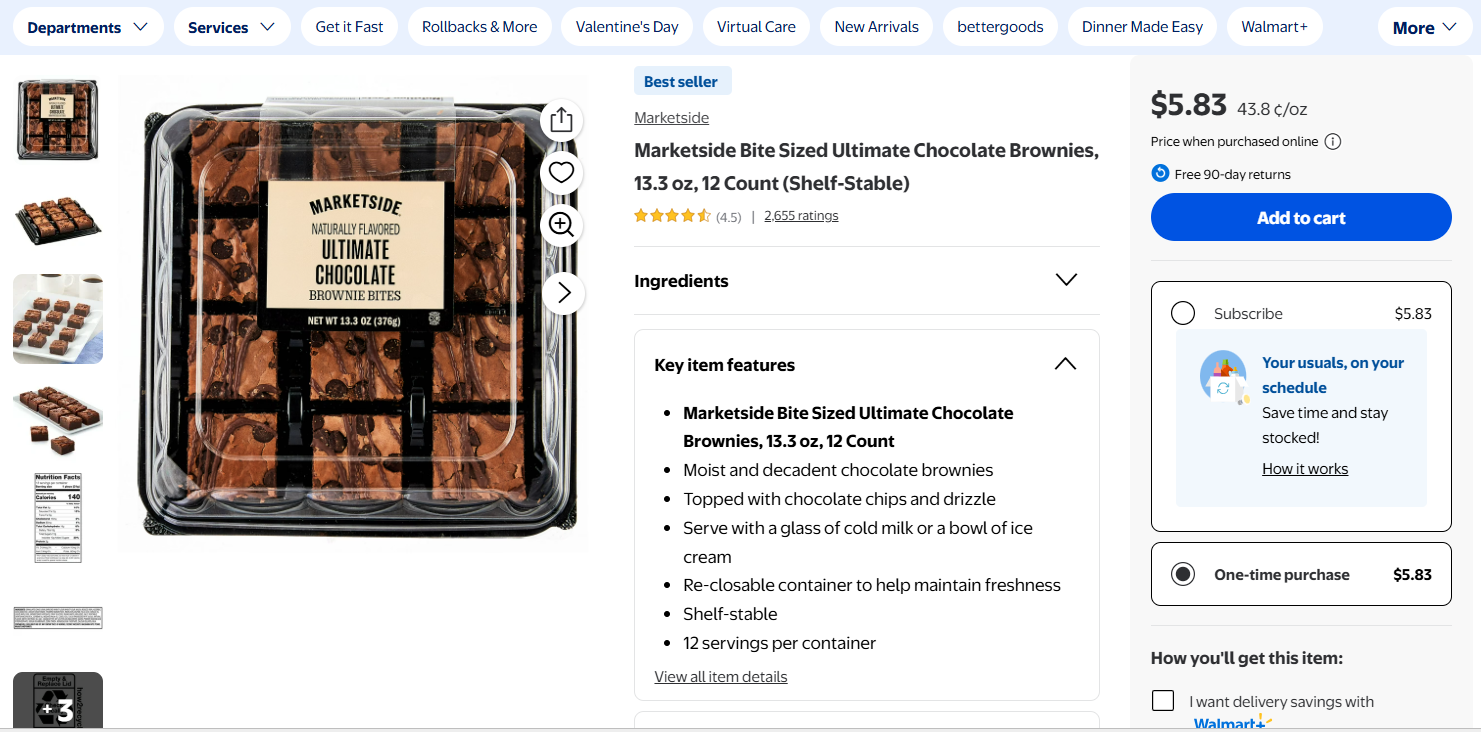 Departments
Services
Get it Fast
Rollbacks & More
Valentine's Day
Virtual Care
New Arrivals
bettergoods
Dinner Made Easy
Walmart+
More
Nutrition Facts
Calories 140
Empty &
Replace Lid
how2recycle
+3
MARKETSIDE
NATURALLY FLAVORED
ULTIMATE
CHOCOLATE
BROWNIE BITES
NET WT 13.3 OZ (376g)
Best seller
Marketside
Marketside Bite Sized Ultimate Chocolate Brownies,
13.3 oz, 12 Count (Shelf-Stable)
(4.5) | 2,655 ratings
Ingredients
Key item features
• Marketside Bite Sized Ultimate Chocolate
Brownies, 13.3 oz, 12 Count
• Moist and decadent chocolate brownies
• Topped with chocolate chips and drizzle
• Serve with a glass of cold milk or a bowl of ice
cream
• Re-closable container to help maintain freshness
• Shelf-stable
• 12 servings per container
View all item details
$5.83 43.8 ¢/oz
Price when purchased online
Free 90-day returns
Add to cart
Subscribe $5.83
Your usuals, on your
schedule
Save time and stay
stocked!
How it works
One-time purchase $5.83
How you'll get this item:
I want delivery savings with
Walmart+